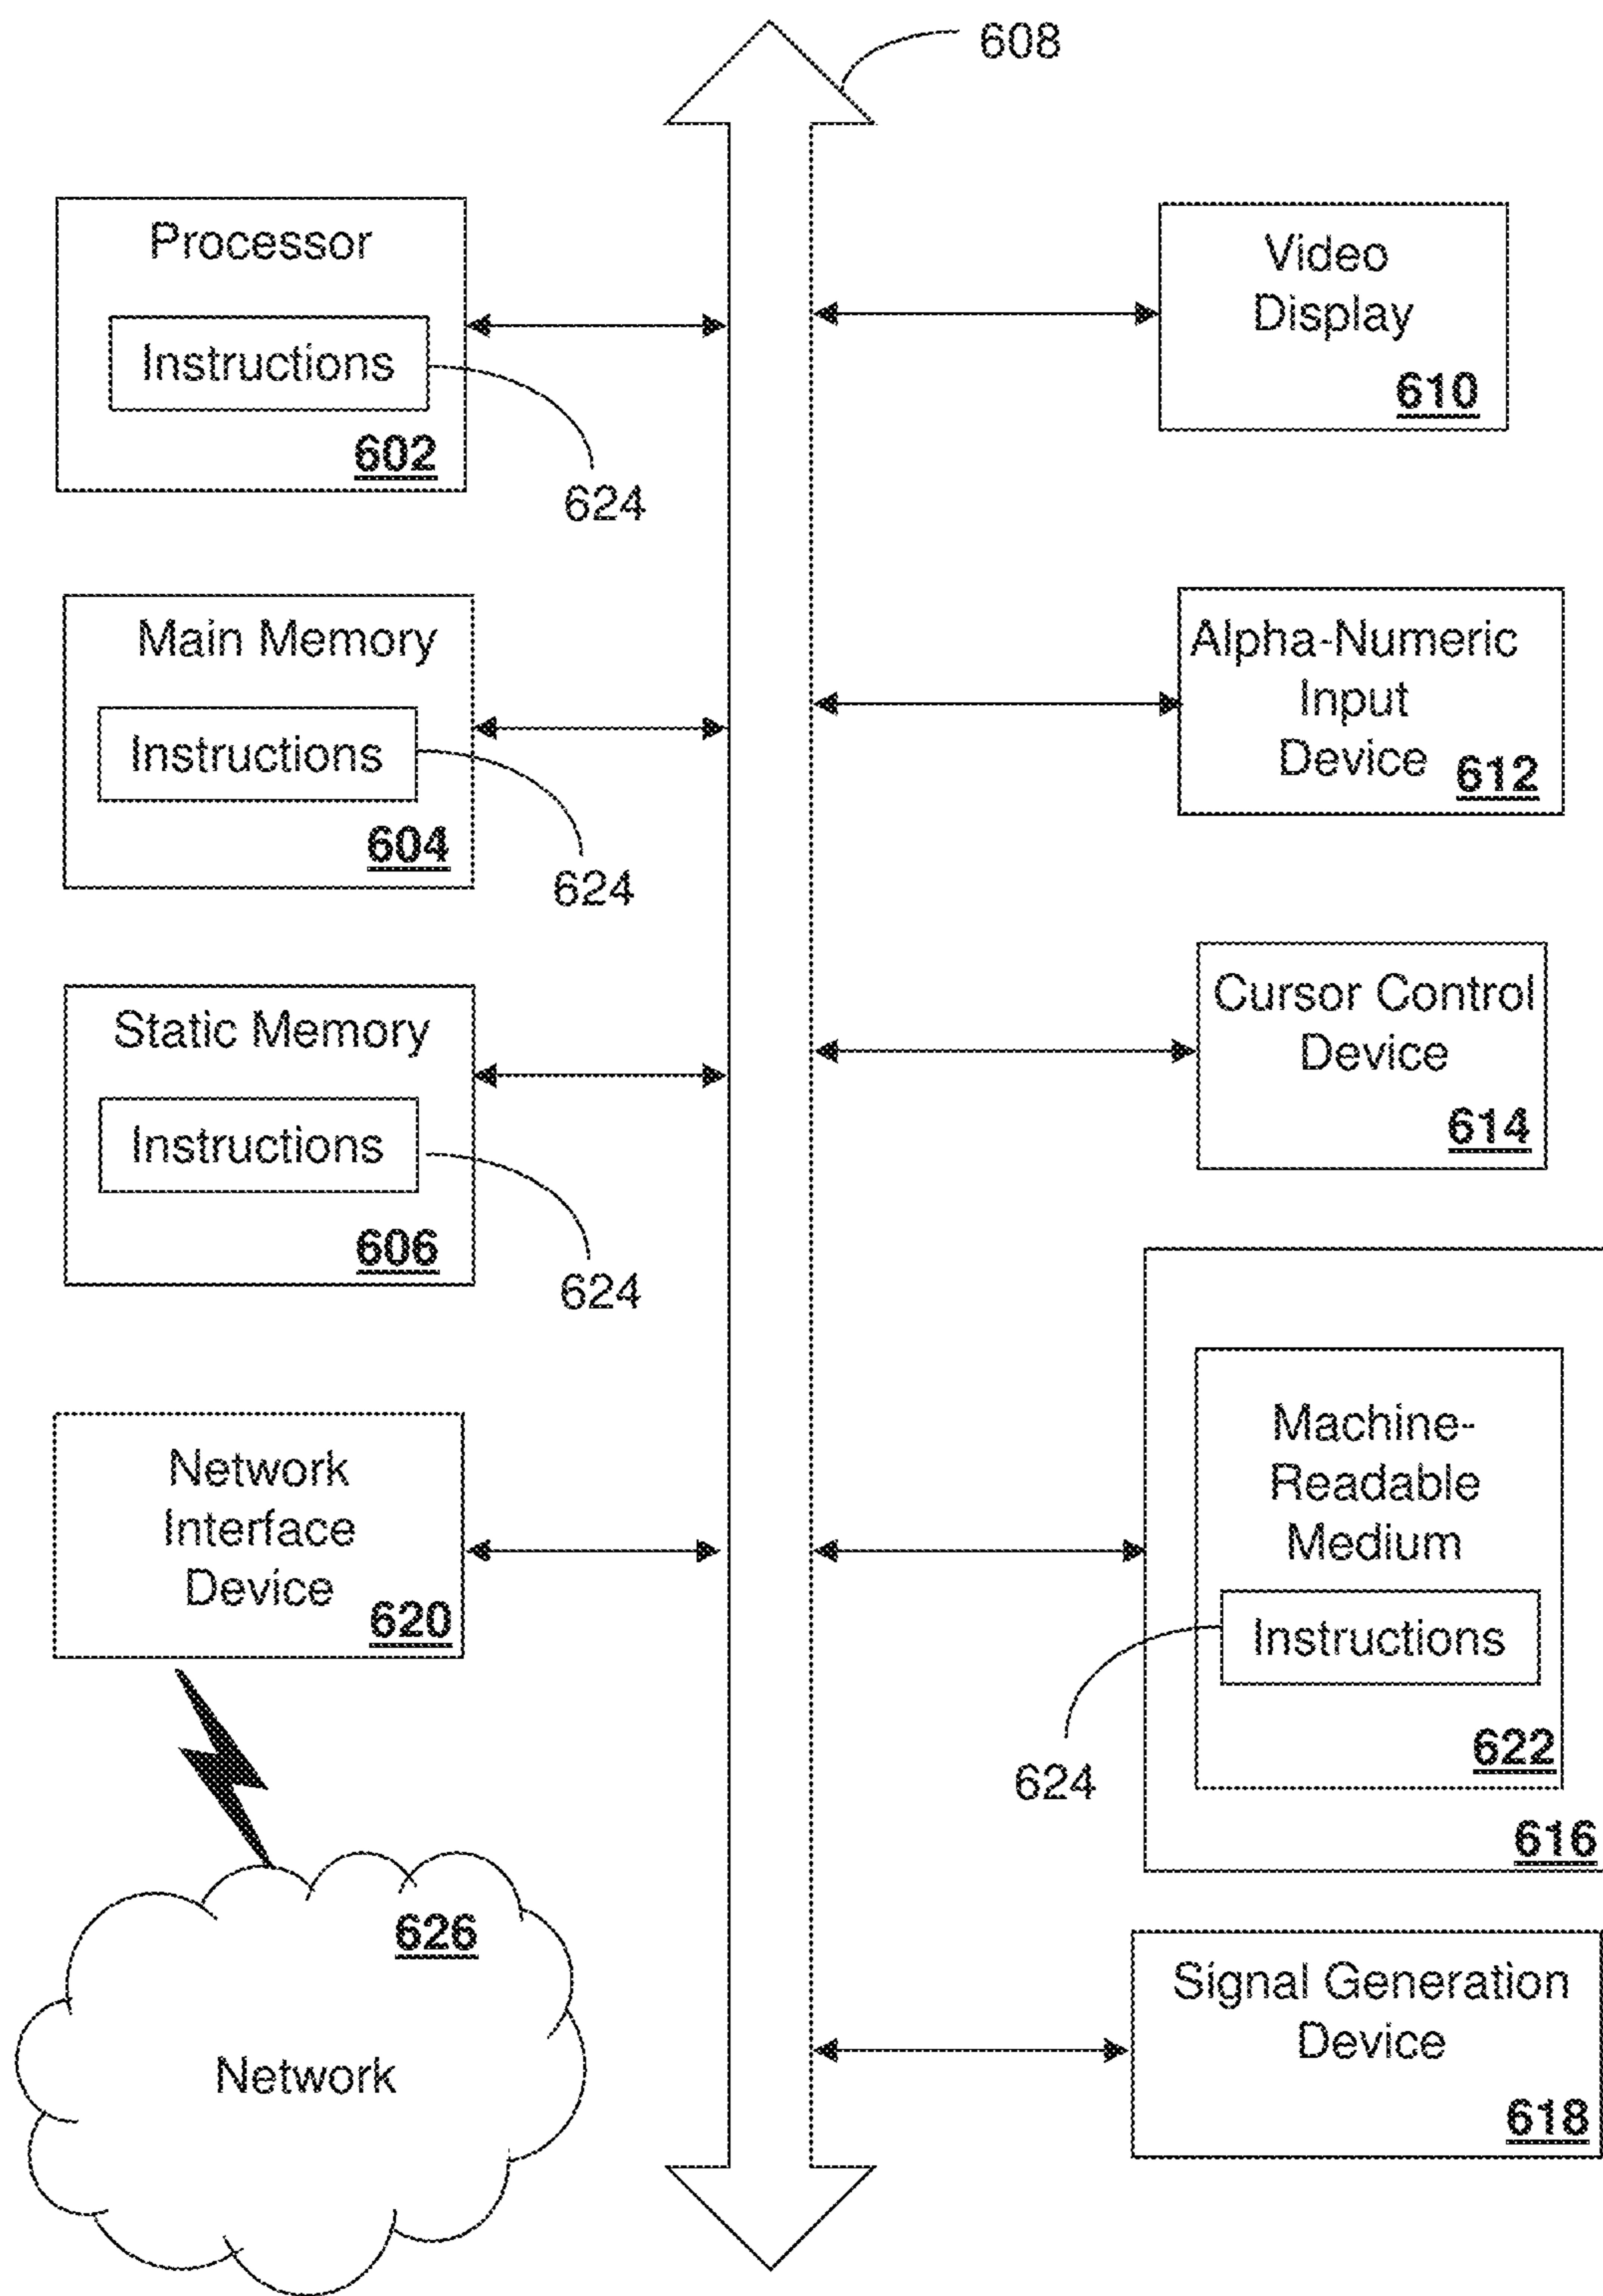 608
Processor
Instructions
602
624
Main Memory
Instructions
604
624
Static Memory
Instructions
606
624
Network
Interface
Device
620
626
Network
Video
Display
610
Alpha-Numeric
Input
Device
612
Cursor Control
Device
614
Machine-
Readable
Medium
Instructions
624
622
616
Signal Generation
Device
618